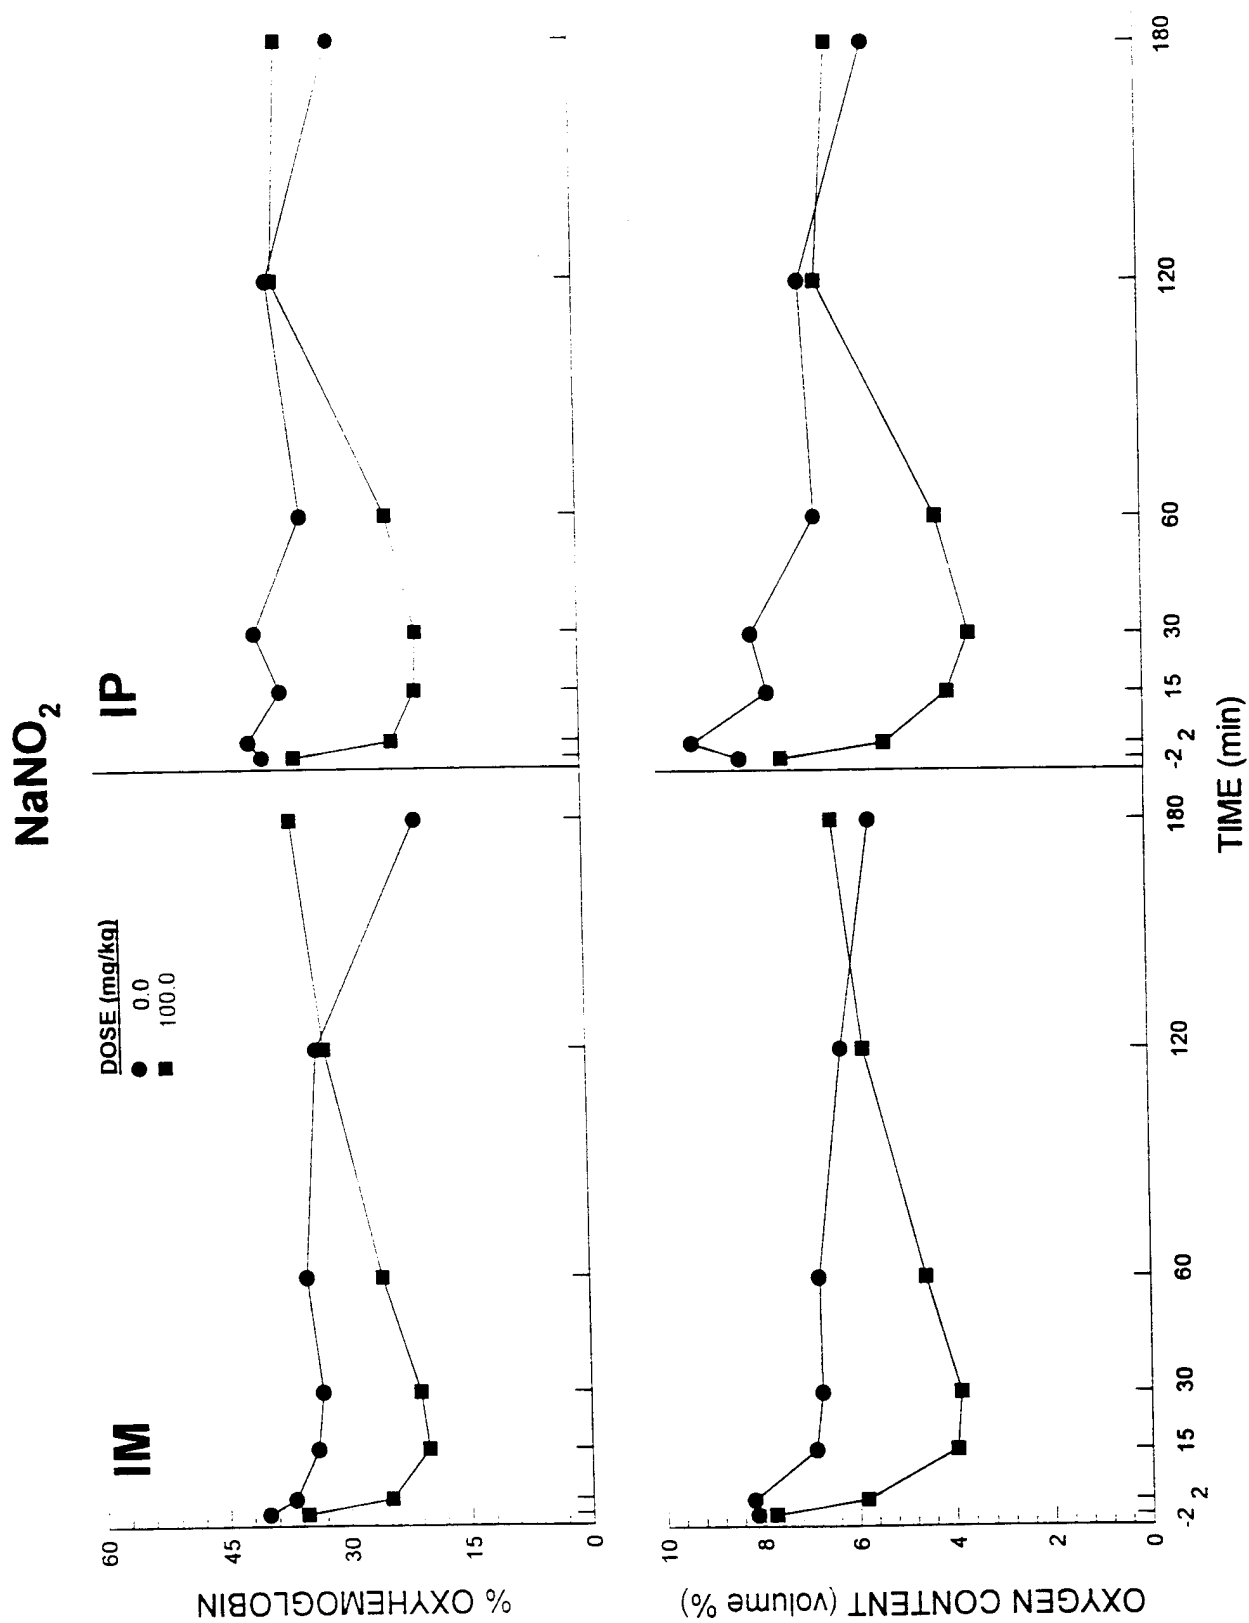 NaNO₂
IM
IP
DOSE (mg/kg)
● 0.0
■ 100.0
% OXYHEMOGLOBIN
60
45
30
15
0
OXYGEN CONTENT (volume %)
10
8
6
4
2
0
-2 2 15 30 60 120 180
-2 2 15 30 60 120 180
TIME (min)